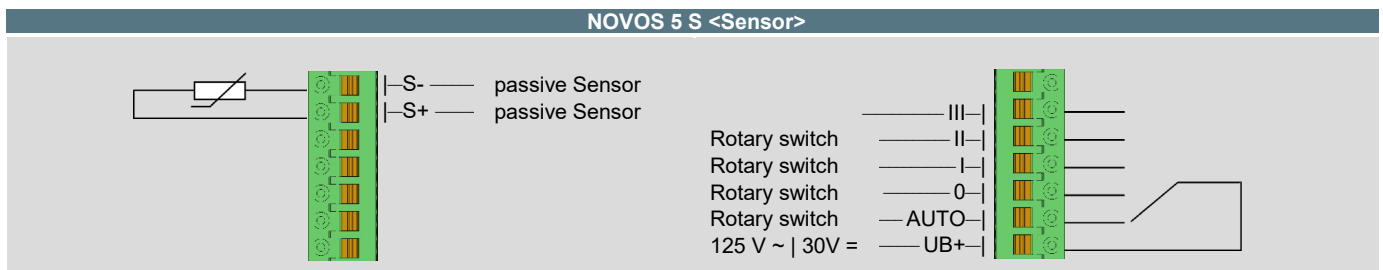 NOVOS 5 S <Sensor>
S- passive Sensor
S+ passive Sensor
III
Rotary switch II
Rotary switch I
Rotary switch 0
Rotary switch AUTO
125 V ~ | 30V = UB+